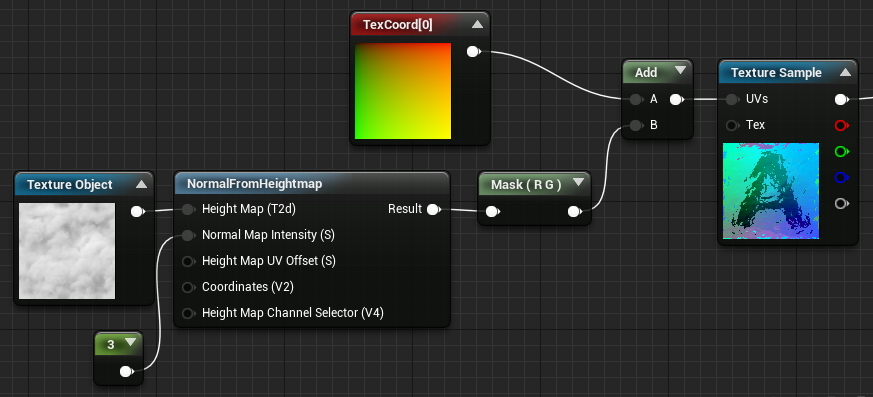 TexCoord[0]
Add
A
B
Texture Sample
UVs
Tex
Texture Object
NormalFromHeightmap
Height Map (T2d)
Result
Normal Map Intensity (S)
Height Map UV Offset (S)
Coordinates (V2)
Height Map Channel Selector (V4)
Mask ( R G )
3
A